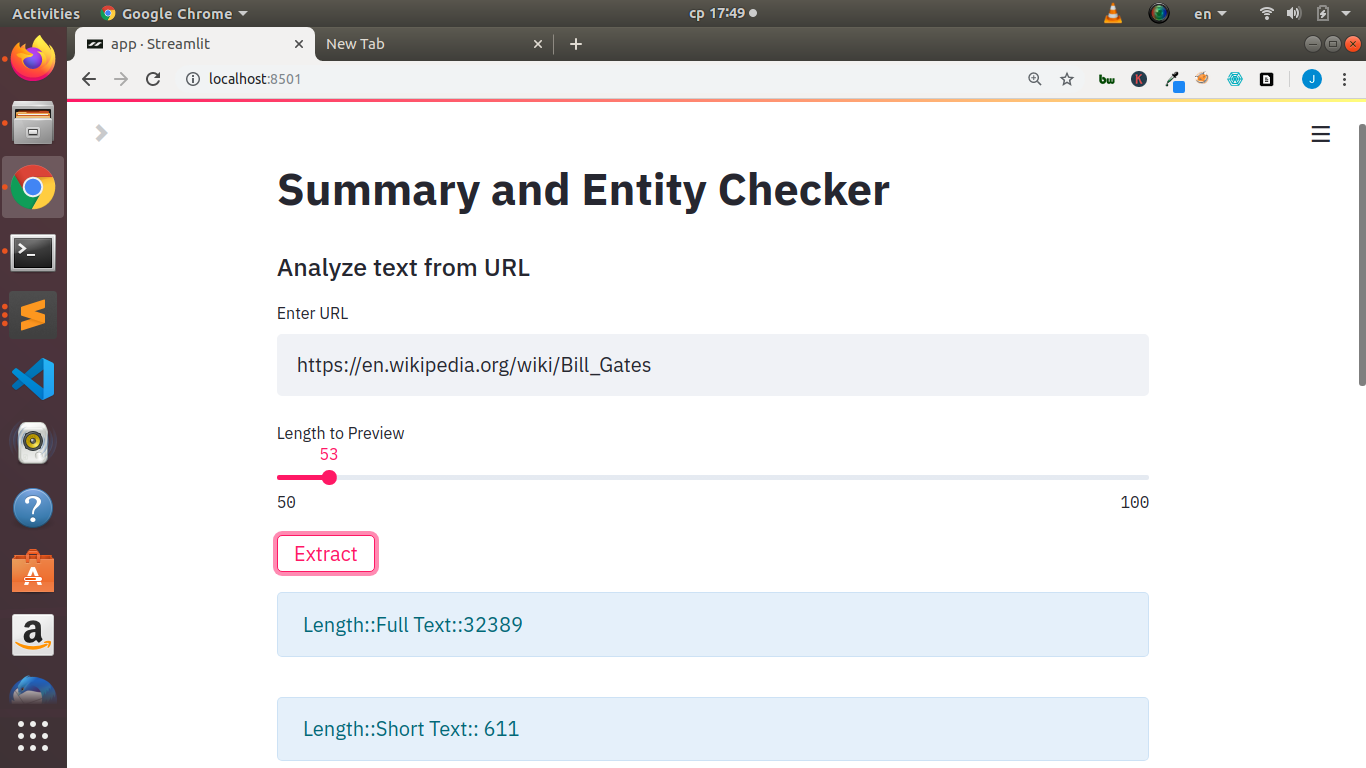 Activities
Google Chrome
ср 17:49
en
app · Streamlit
New Tab
localhost:8501
bw
K
J
Summary and Entity Checker
Analyze text from URL
Enter URL
https://en.wikipedia.org/wiki/Bill_Gates
Length to Preview
53
50
100
Extract
Length::Full Text::32389
Length::Short Text:: 611